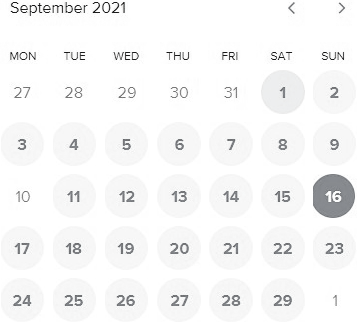 September 2021
MON TUE WED THU FRI SAT SUN
27 28 29 30 31 1 2
3 4 5 6 7 8 9
10 11 12 13 14 15 16
17 18 19 20 21 22 23
24 25 26 27 28 29 1